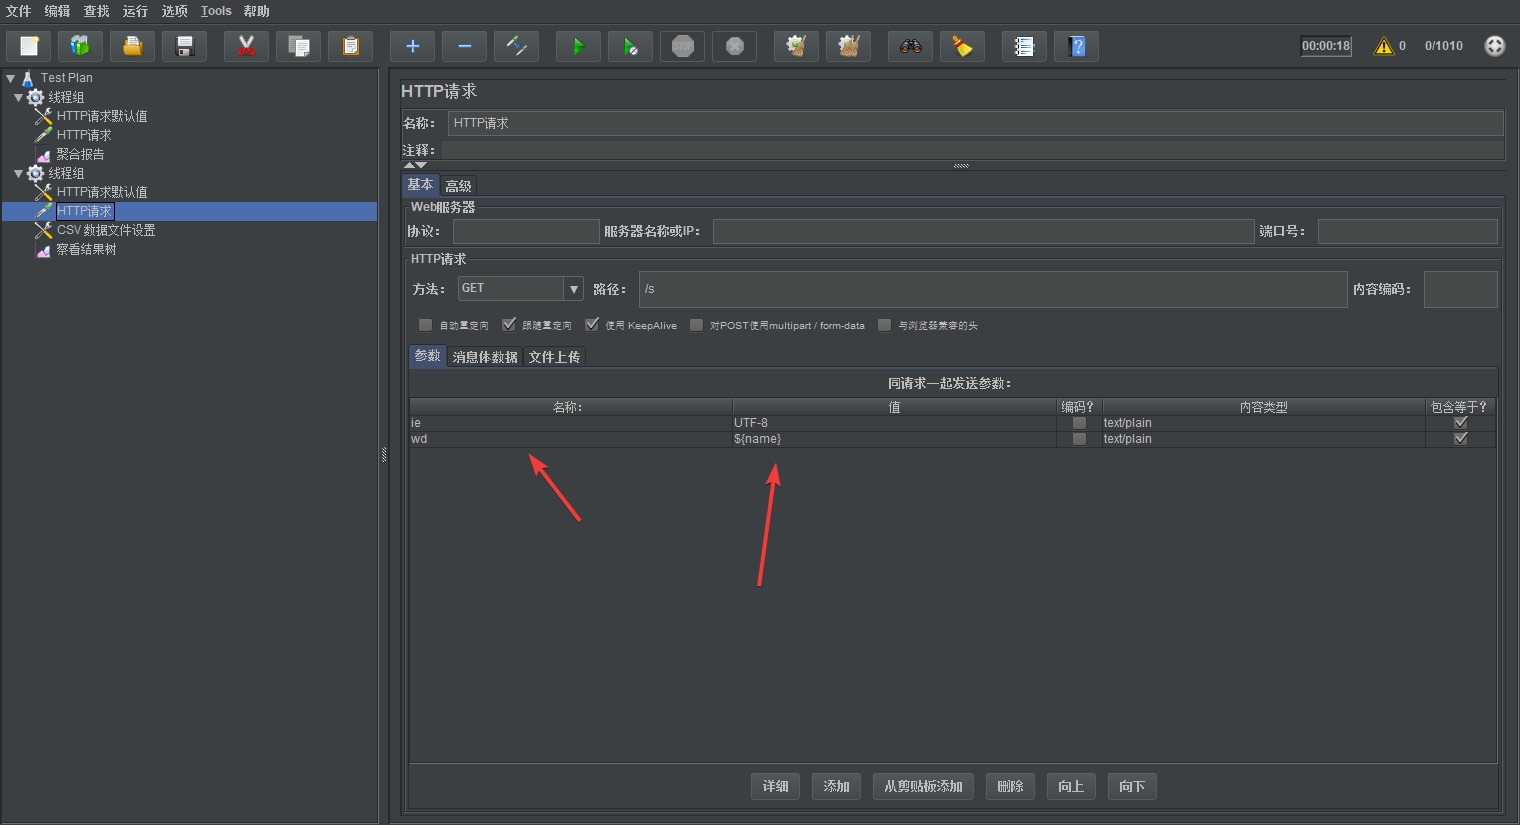 文件 编辑 查找 运行 选项 Tools 帮助
STOP ? 00:00:18 0 0/1010
Test Plan
线程组
HTTP请求默认值
HTTP请求
聚合报告
线程组
HTTP请求默认值
HTTP请求
CSV 数据文件设置
察看结果树
HTTP请求
名称： HTTP请求
注释：
基本 高级
Web服务器
协议： 服务器名称或IP： 端口号：
HTTP请求
方法： GET 路径： /s 内容编码：
自动重定向 跟随重定向 使用 KeepAlive 对POST使用multipart / form-data 与浏览器兼容的头
参数 消息体数据 文件上传
同请求一起发送参数：
名称： 值 编码？ 内容类型 包含等于？
ie UTF-8 text/plain
wd ${name} text/plain
详细 添加 从剪贴板添加 删除 向上 向下